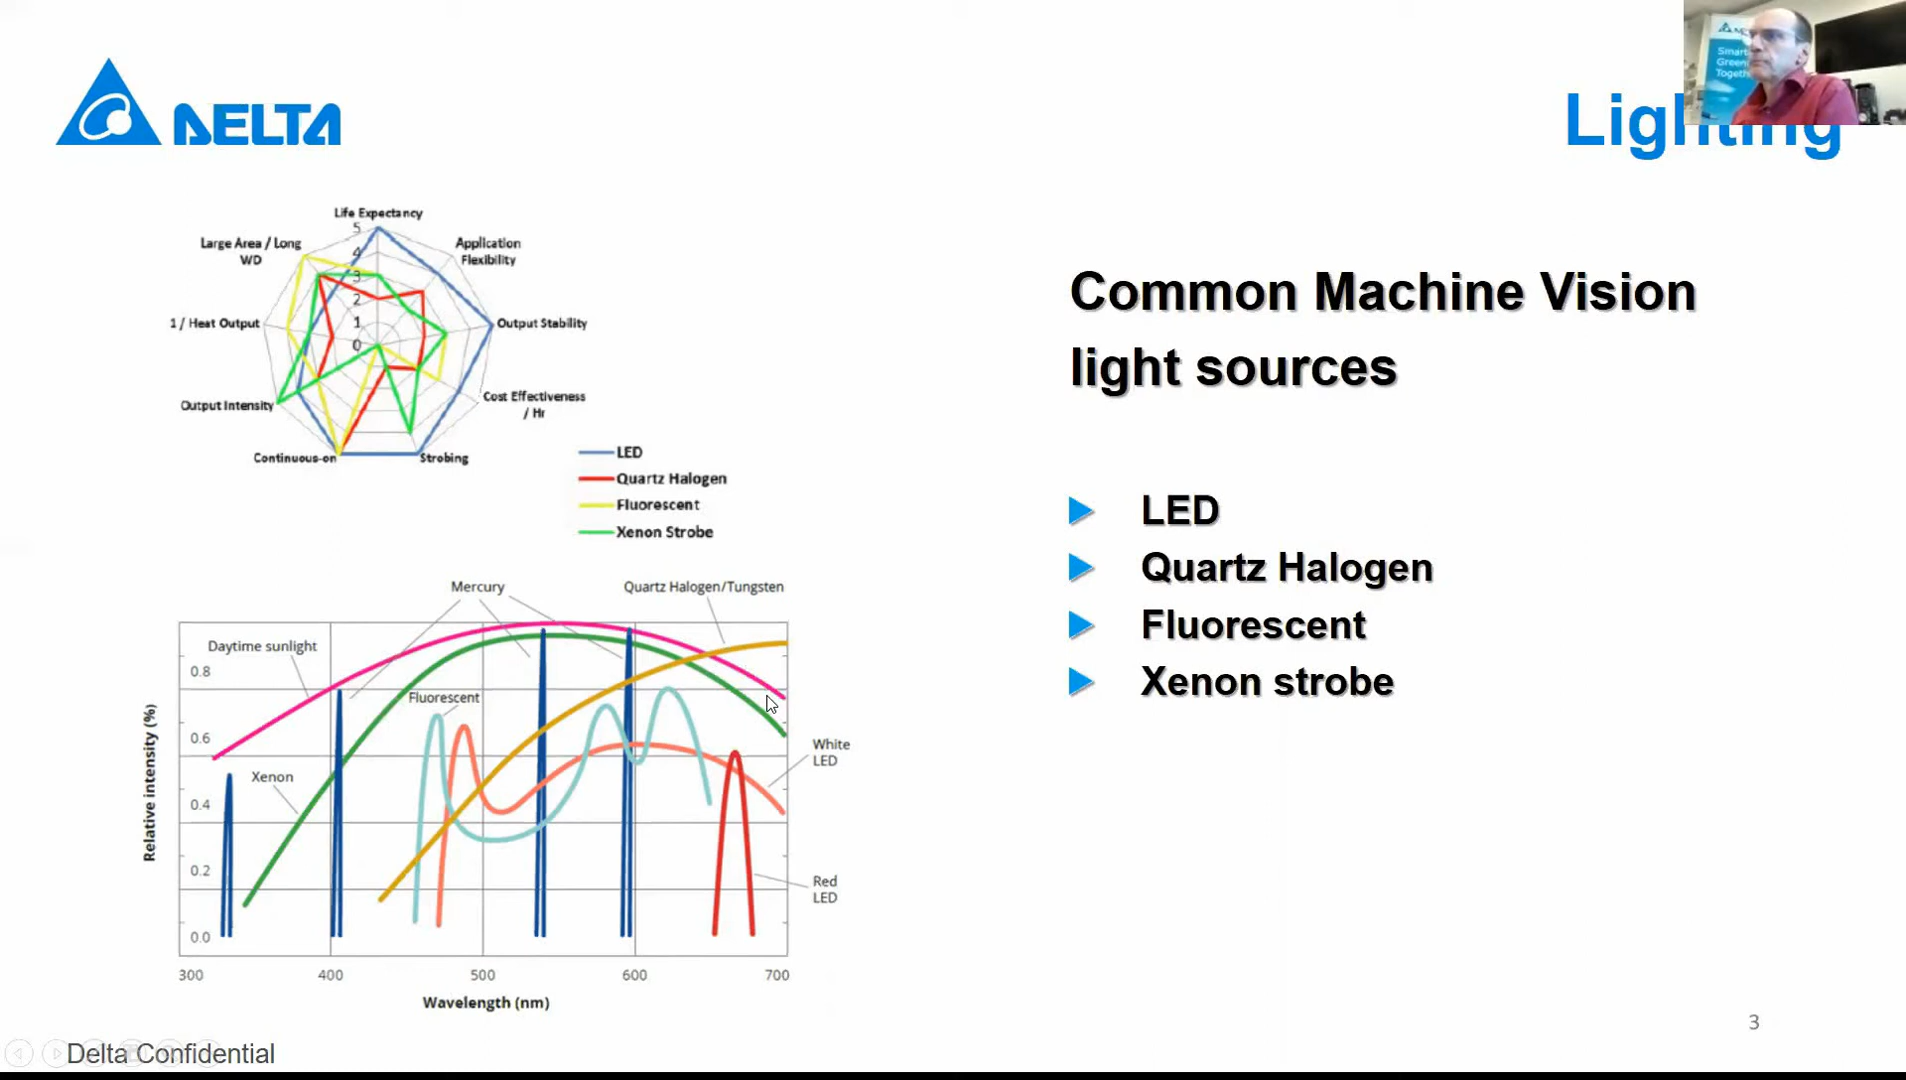 DELTA
Lighting
Smart
Green
Togeth
Life Expectancy
5
Large Area / Long
WD
Application
Flexibility
4
3
2
1 / Heat Output
1
Output Stability
0
Output Intensity
Cost Effectiveness
/ Hr
Continuous-on
Strobing
LED
Quartz Halogen
Fluorescent
Xenon Strobe
Common Machine Vision
light sources
LED
Quartz Halogen
Fluorescent
Xenon strobe
Mercury
Quartz Halogen/Tungsten
Daytime sunlight
0.8
Fluorescent
0.6
White
LED
Xenon
0.4
Relative intensity (%)
0.2
Red
LED
0.0
300 400 500 600 700
Wavelength (nm)
3
Delta Confidential